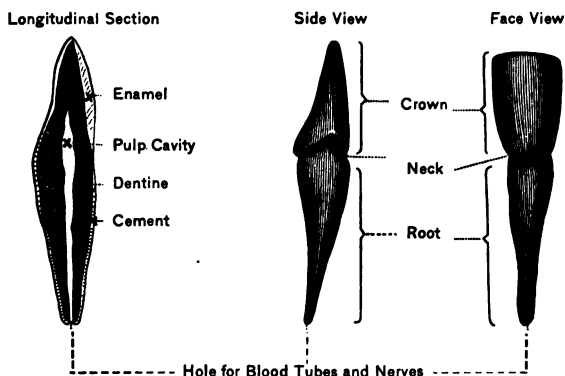 Longitudinal Section
Side View
Face View
Enamel
Pulp Cavity
Dentine
Cement
Crown
Neck
Root
Hole for Blood Tubes and Nerves